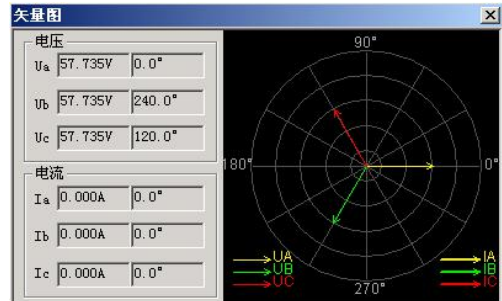 矢量图
电压
Ua 57.735V 0.0°
Ub 57.735V 240.0°
Uc 57.735V 120.0°
电流
Ia 0.000A 0.0°
Ib 0.000A 0.0°
Ic 0.000A 0.0°
90°
180°
0°
270°
UA
UB
UC
IA
IB
IC